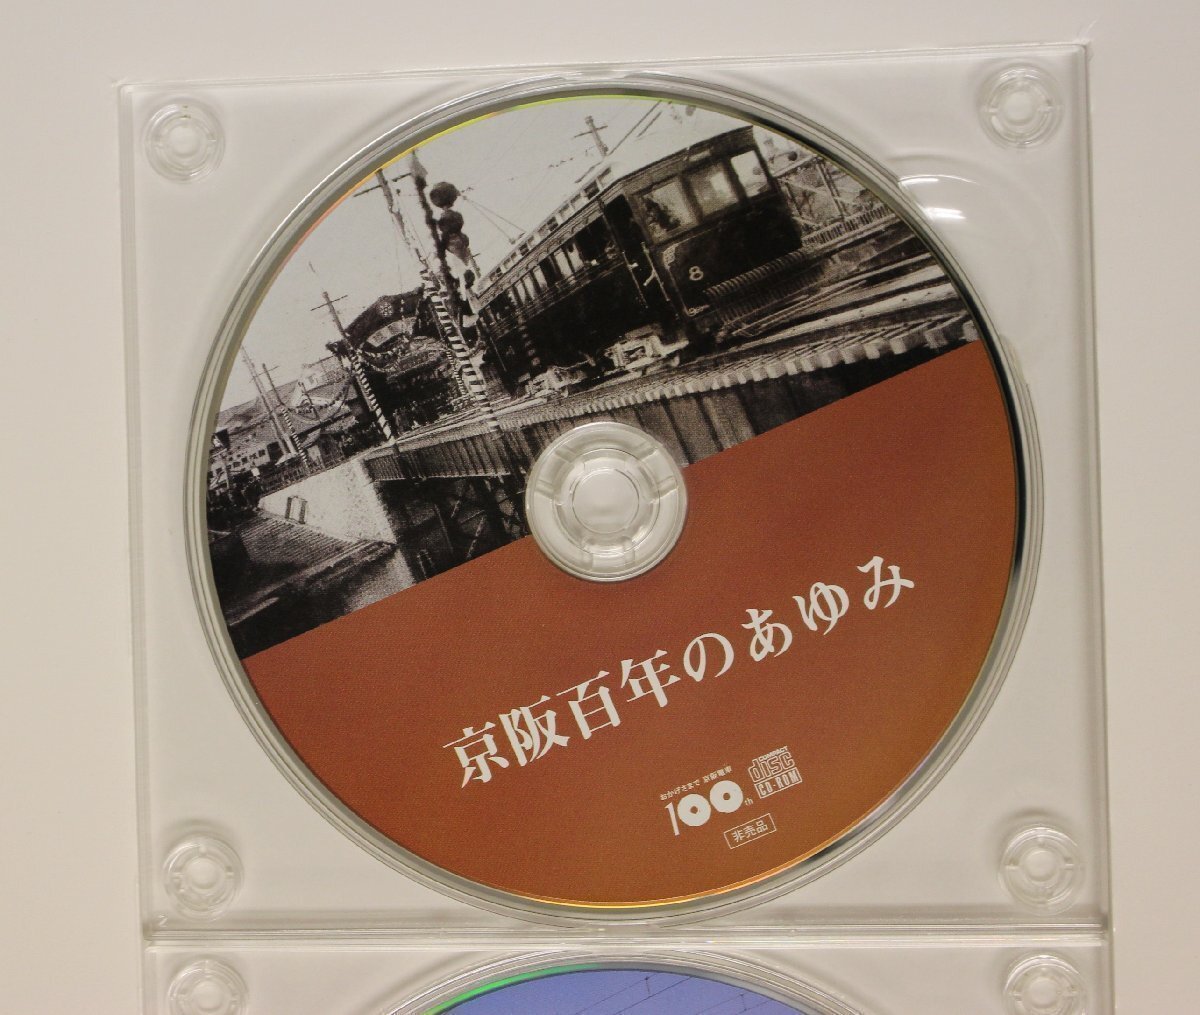 8
京阪百年のあゆみ
おかげさまで 京阪電車
100th
COMPACT
disc
CD-ROM
非売品